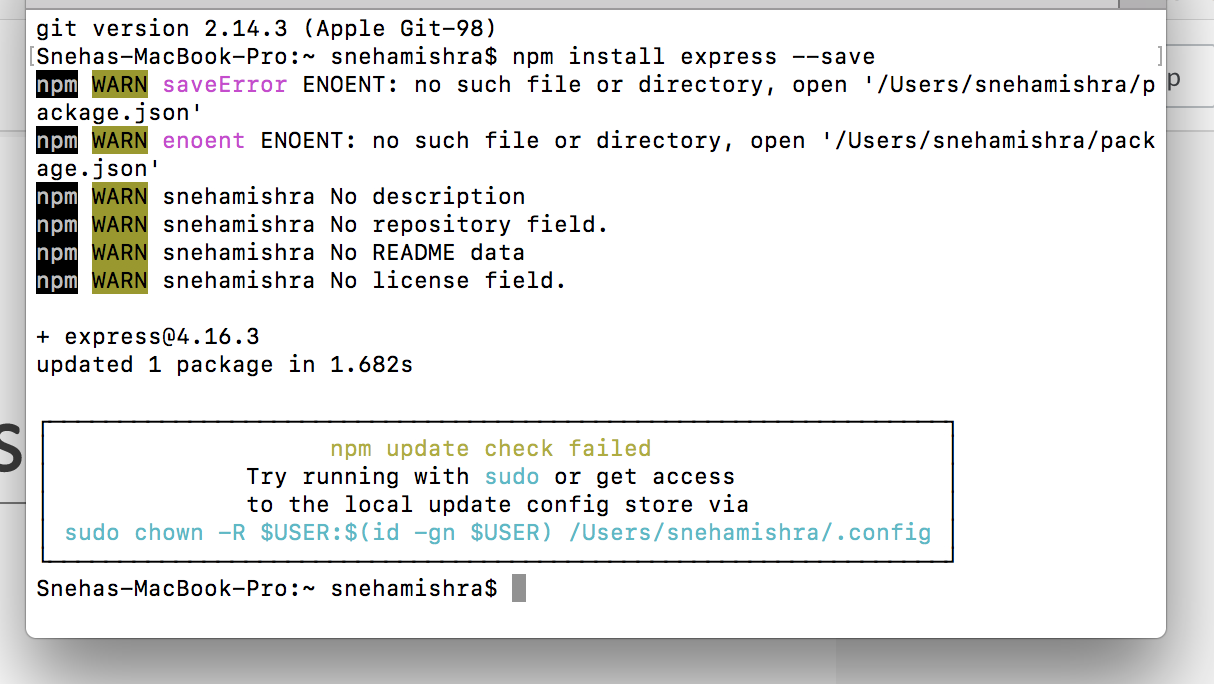 git version 2.14.3 (Apple Git-98)
[Snehas-MacBook-Pro:~ snehamishra$ npm install express --save ]
p
npm WARN saveError ENOENT: no such file or directory, open '/Users/snehamishra/p
ackage.json'
npm WARN enoent ENOENT: no such file or directory, open '/Users/snehamishra/pack
age.json'
npm WARN snehamishra No description
npm WARN snehamishra No repository field.
npm WARN snehamishra No README data
npm WARN snehamishra No license field.
+ express@4.16.3
updated 1 package in 1.682s
s
npm update check failed
Try running with sudo or get access
to the local update config store via
sudo chown -R $USER:$(id -gn $USER) /Users/snehamishra/.config
Snehas-MacBook-Pro:~ snehamishra$